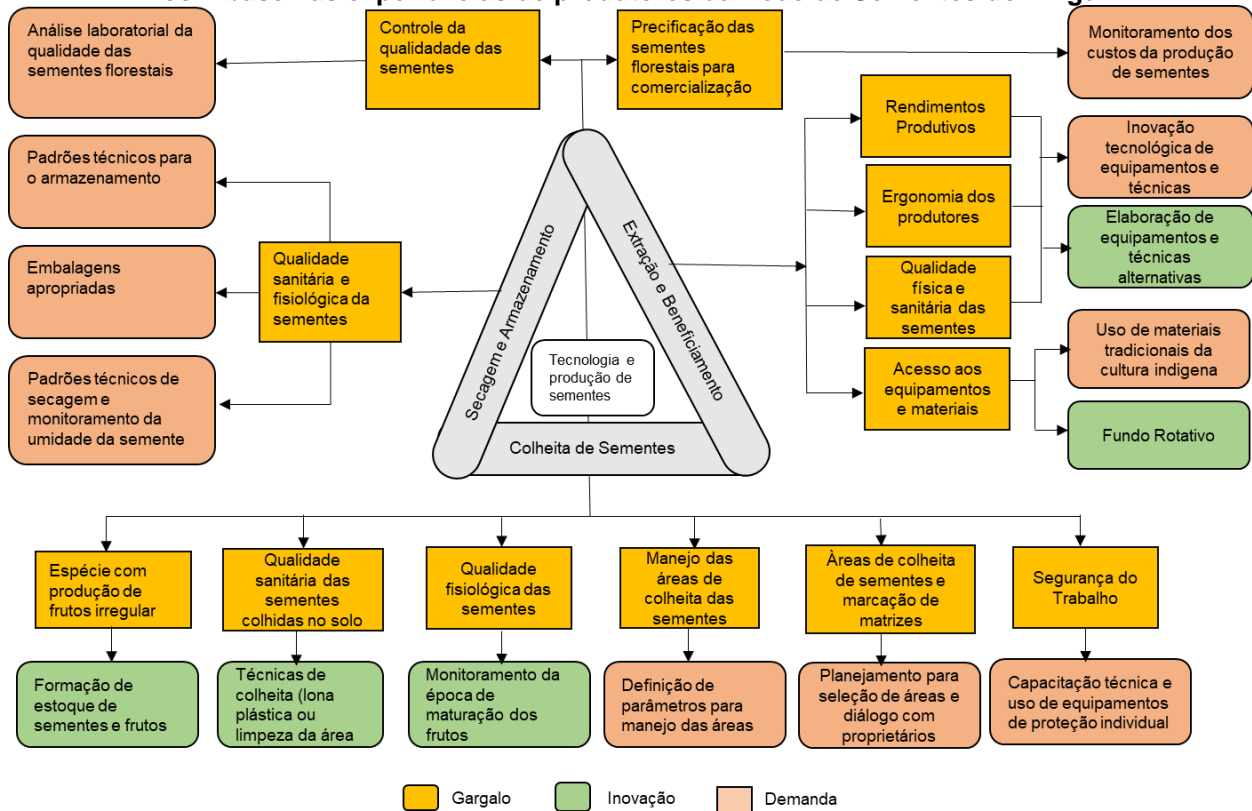 Análise laboratorial da
qualidade das
sementes florestais
Controle da
qualidadade das
sementes
Precificação das
sementes
florestais para
comercialização
Monitoramento dos
custos da produção
de sementes
Padrões técnicos para
o armazenamento
Embalagens
apropriadas
Padrões técnicos de
secagem e
monitoramento da
umidade da semente
Qualidade
sanitária e
fisiológica da
sementes
Secagem e Armazenamento
Extração e Beneficiamento
Tecnologia e
produção de
sementes
Colheita de Sementes
Rendimentos
Produtivos
Ergonomia dos
produtores
Qualidade
física e
sanitária das
sementes
Acesso aos
equipamentos
e materiais
Inovação
tecnológica de
equipamentos e
técnicas
Elaboração de
equipamentos e
técnicas
alternativas
Uso de materiais
tradicionais da
cultura indigena
Fundo Rotativo
Espécie com
produção de
frutos irregular
Qualidade
sanitária das
sementes
colhidas no solo
Qualidade
fisiológica das
sementes
Manejo das
áreas de
colheita das
sementes
Àreas de colheita
de sementes e
marcação de
matrizes
Segurança do
Trabalho
Formação de
estoque de
sementes e frutos
Técnicas de
colheita (lona
plástica ou
limpeza da área
Monitoramento da
época de
maturação dos
frutos
Definição de
parâmetros para
manejo das áreas
Planejamento para
seleção de áreas e
diálogo com
proprietários
Capacitação técnica e
uso de equipamentos
de proteção individual
Gargalo
Inovação
Demanda